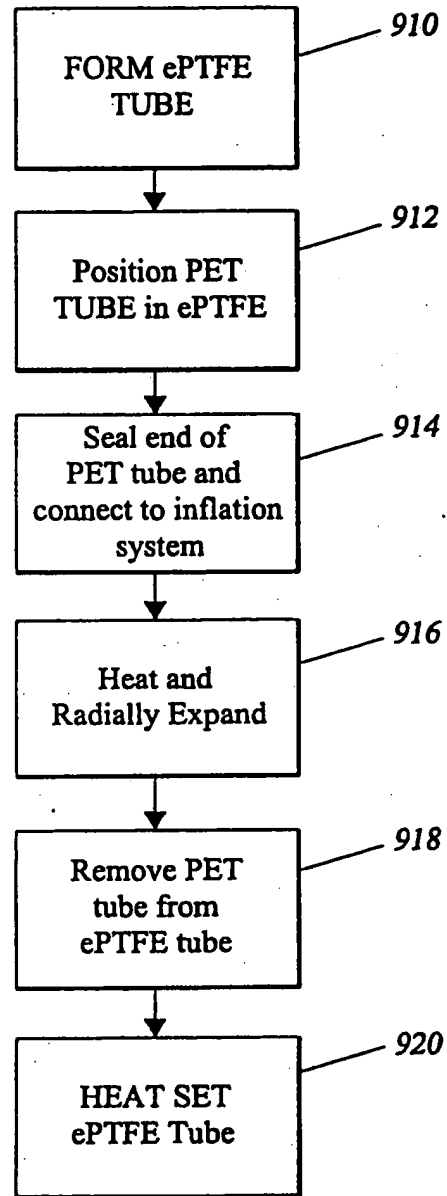 910
FORM ePTFE
TUBE
912
Position PET
TUBE in ePTFE
914
Seal end of
PET tube and
connect to inflation
system
916
Heat and
Radially Expand
918
Remove PET
tube from
ePTFE tube
920
HEAT SET
ePTFE Tube